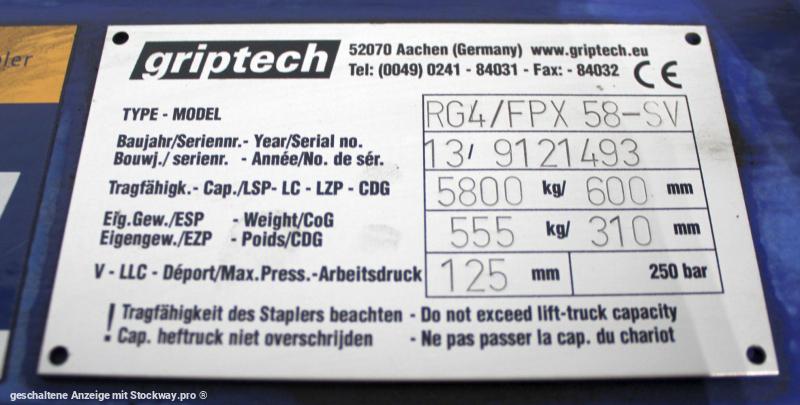 griptech
52070 Aachen (Germany) www.griptech.eu
Tel: (0049) 0241 - 84031 - Fax: - 84032
CE
TYPE - MODEL RG4/FPX 58-SV
Baujahr/Seriennr.- Year/Serial no.
Bouwj./ serienr. - Année/No. de sér. 13/ 9121493
Tragfähigk.- Cap./LSP- LC - LZP - CDG 5800 kg/ 600 mm
Eig.Gew./ESP - Weight/CoG
Eigengew./EZP - Poids/CDG 555 kg/ 310 mm
V - LLC - Déport/Max.Press.-Arbeitsdruck 125 mm 250 bar
! Tragfähigkeit des Staplers beachten - Do not exceed lift-truck capacity
Cap. heftruck niet overschrijden - Ne pas passer la cap. du chariot
geschaltene Anzeige mit Stockway.pro ®